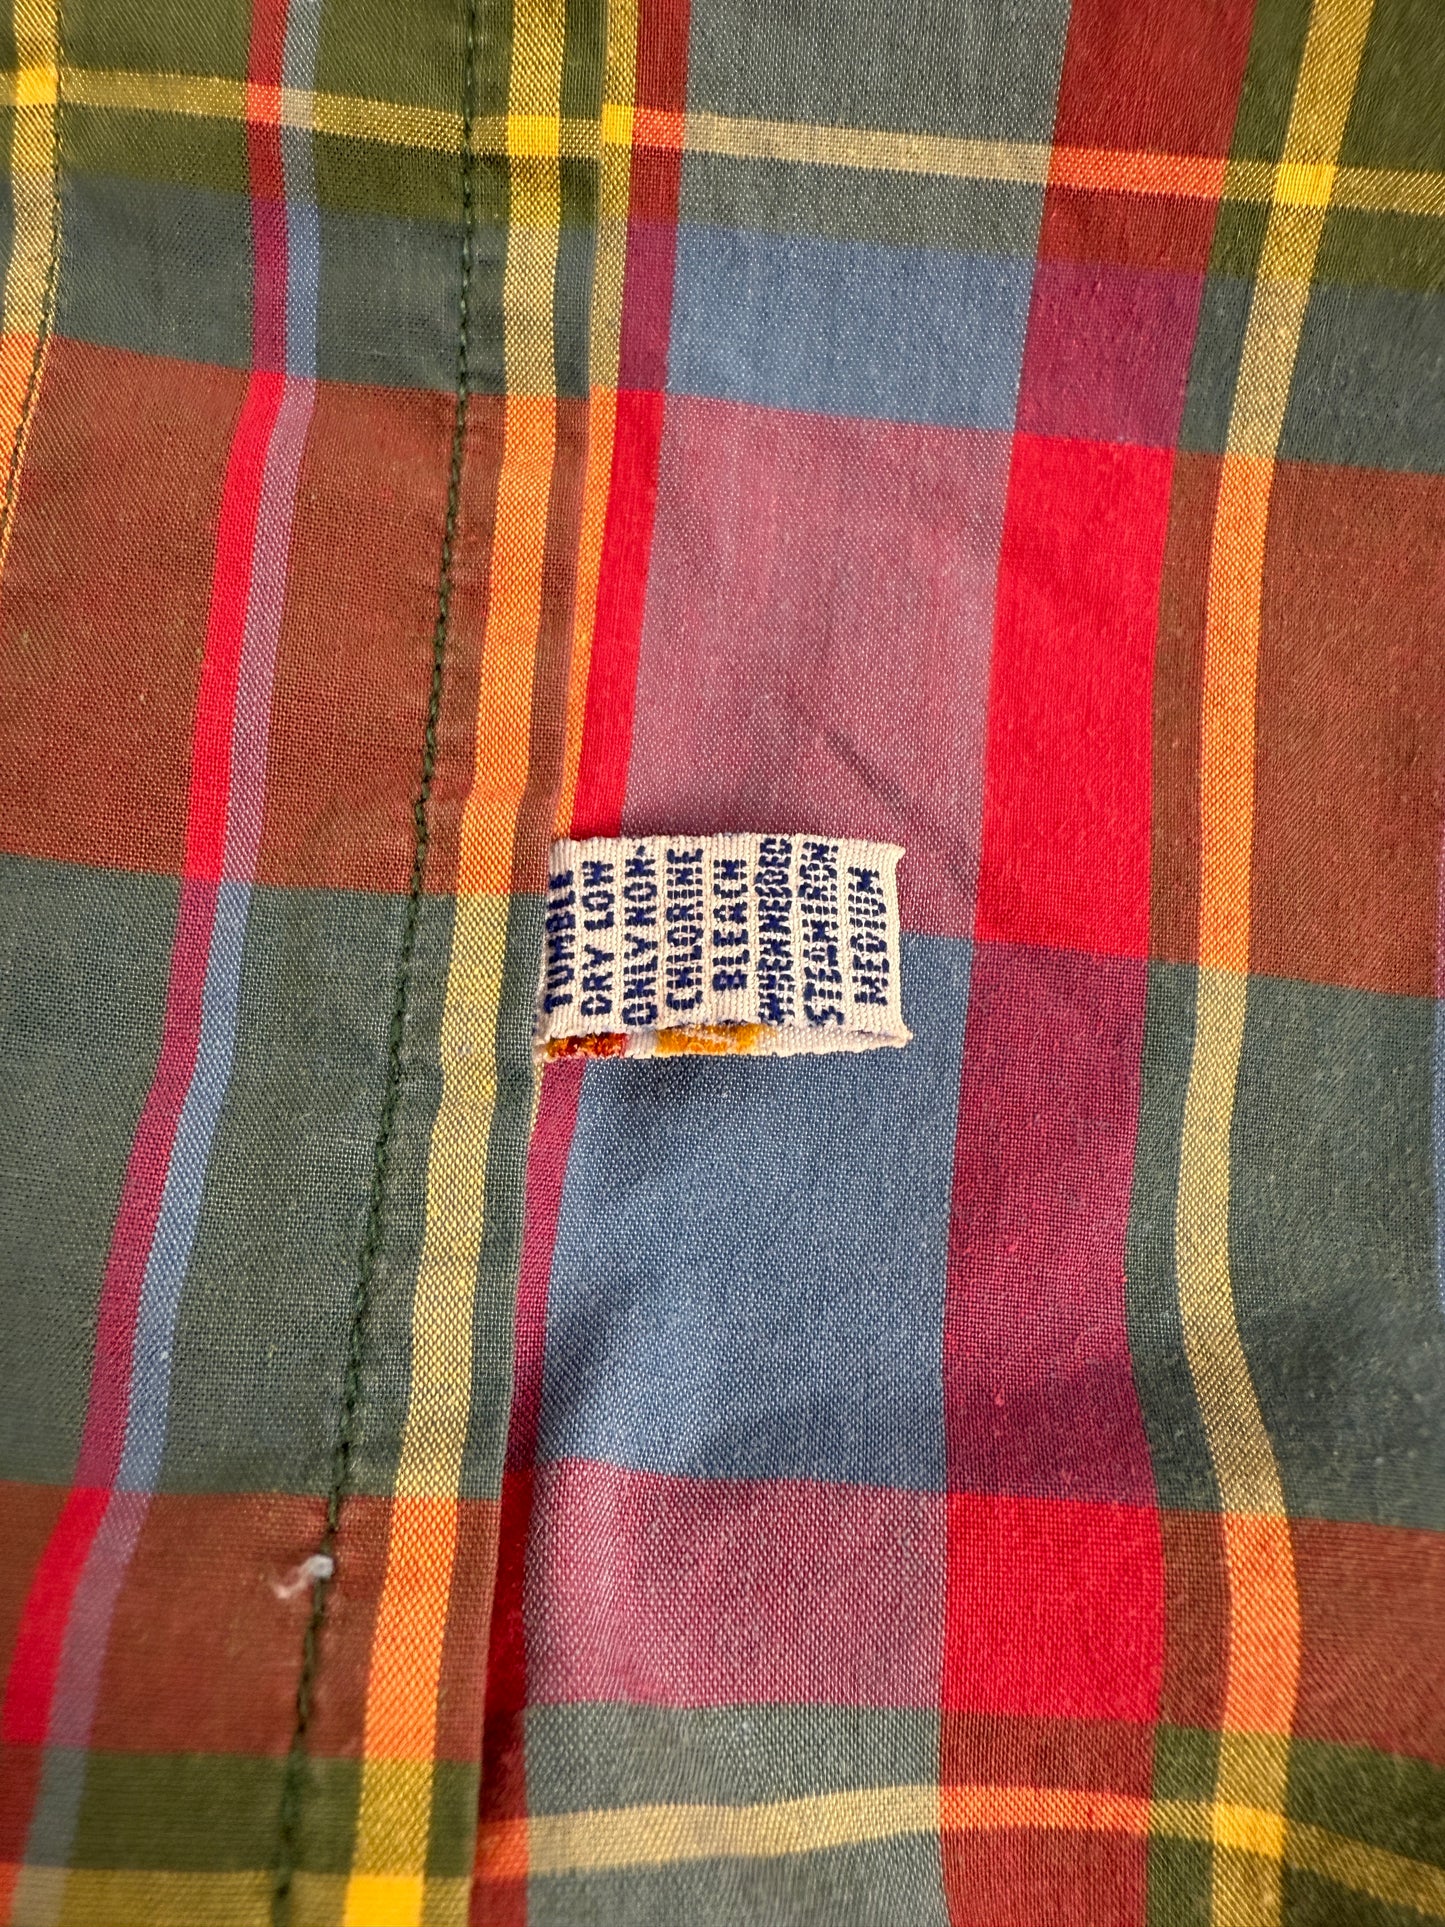 TUMBLE
DRY LOW
ONLY NON-
CHLORINE
BLEACH
WHEN NEEDED
STEAM IRON
MEDIUM